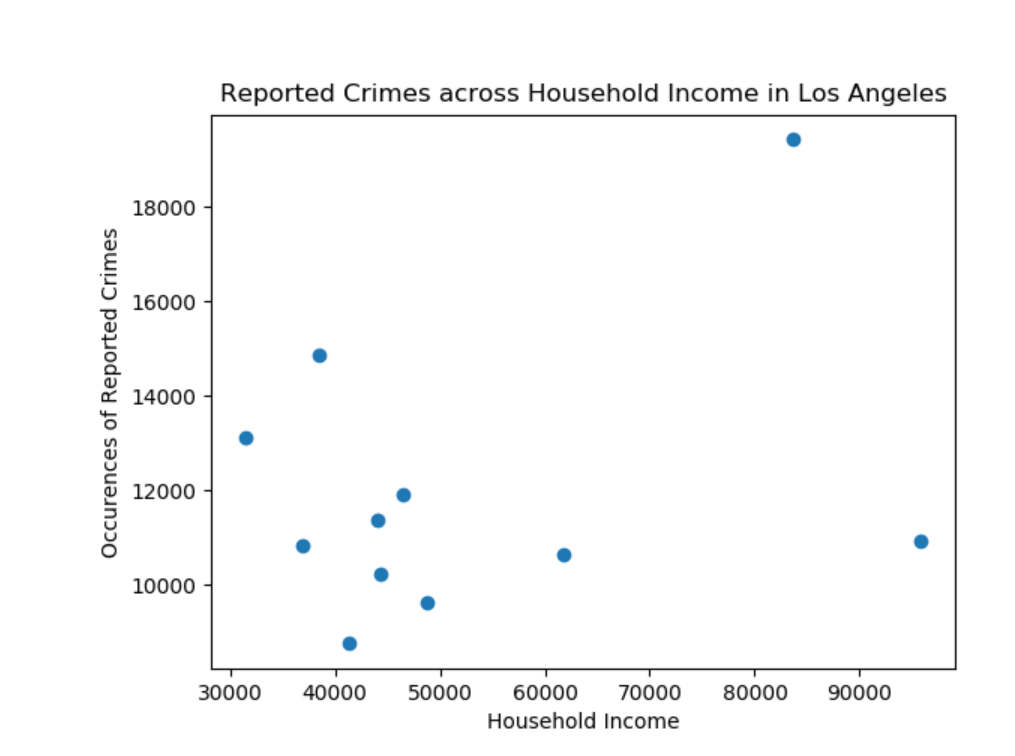 Reported Crimes across Household Income in Los Angeles
Occurences of Reported Crimes
18000
16000
14000
12000
10000
30000 40000 50000 60000 70000 80000 90000
Household Income